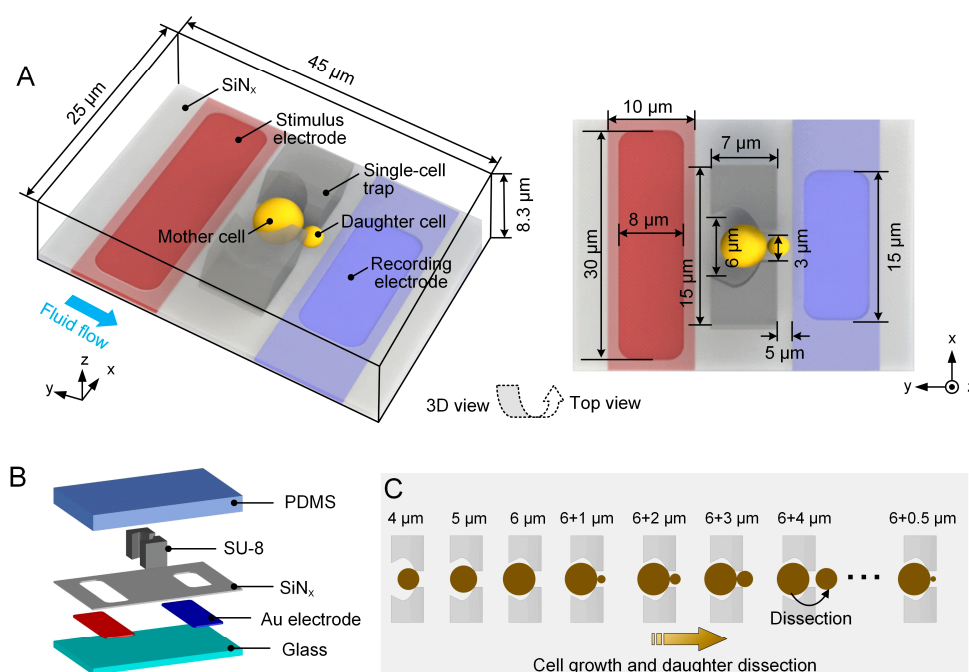 A
25 µm
45 µm
8.3 µm
SiNₓ
Stimulus
electrode
Single-cell
trap
Mother cell
Daughter cell
Recording
electrode
Fluid flow
z
x
y
3D view
Top view
10 µm
7 µm
8 µm
30 µm
6 µm
3 µm
15 µm
15 µm
5 µm
x
y
z
B
PDMS
SU-8
SiNₓ
Au electrode
Glass
C
4 µm 5 µm 6 µm 6+1 µm 6+2 µm 6+3 µm 6+4 µm 6+0.5 µm
Dissection
Cell growth and daughter dissection